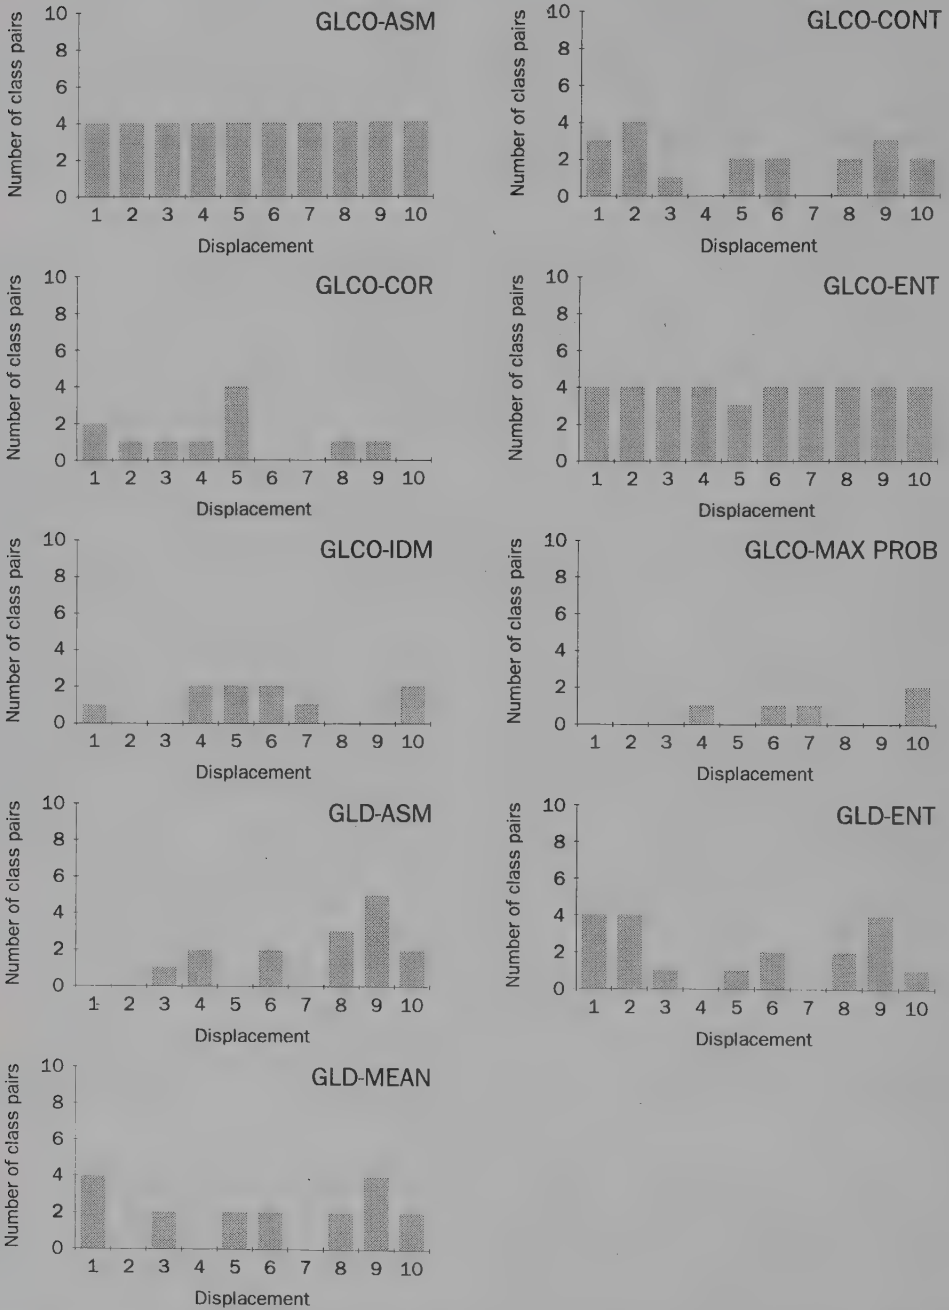 GLCO-ASM
Number of class pairs
10
8
6
4
2
0
1 2 3 4 5 6 7 8 9 10
Displacement
GLCO-CONT
Number of class pairs
10
8
6
4
2
0
1 2 3 4 5 6 7 8 9 10
Displacement
GLCO-COR
Number of class pairs
10
8
6
4
2
0
1 2 3 4 5 6 7 8 9 10
Displacement
GLCO-ENT
Number of class pairs
10
8
6
4
2
0
1 2 3 4 5 6 7 8 9 10
Displacement
GLCO-IDM
Number of class pairs
10
8
6
4
2
0
1 2 3 4 5 6 7 8 9 10
Displacement
GLCO-MAX PROB
Number of class pairs
10
8
6
4
2
0
1 2 3 4 5 6 7 8 9 10
Displacement
GLD-ASM
Number of class pairs
10
8
6
4
2
0
1 2 3 4 5 6 7 8 9 10
Displacement
GLD-ENT
Number of class pairs
10
8
6
4
2
0
1 2 3 4 5 6 7 8 9 10
Displacement
GLD-MEAN
Number of class pairs
10
8
6
4
2
0
1 2 3 4 5 6 7 8 9 10
Displacement